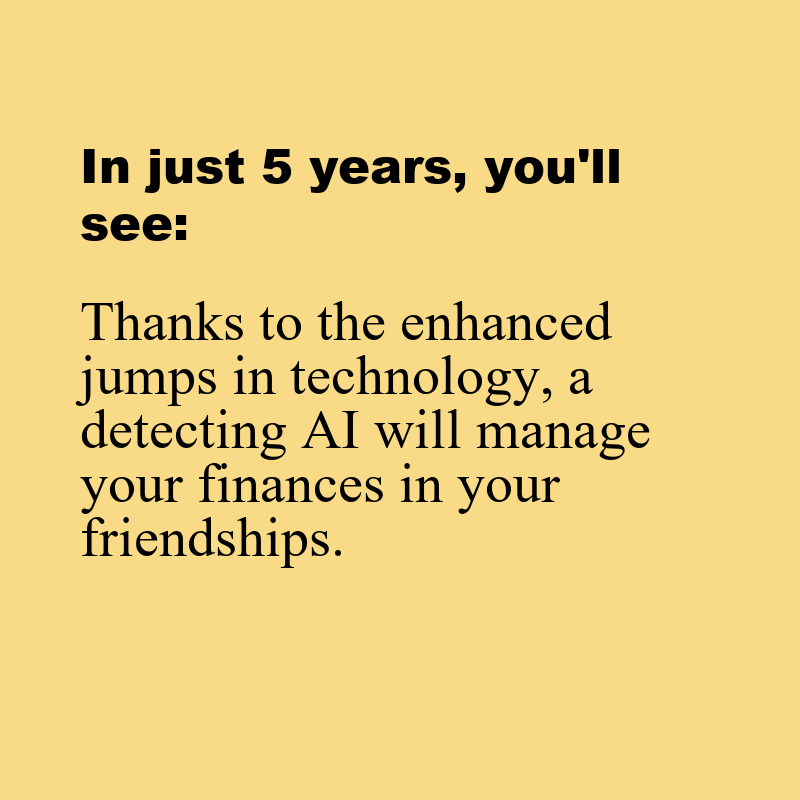 In just 5 years, you'll
see:
Thanks to the enhanced
jumps in technology, a
detecting AI will manage
your finances in your
friendships.